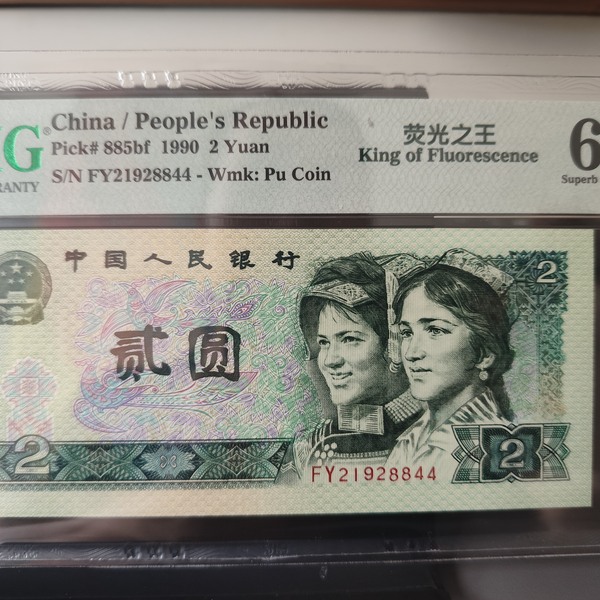 China / People's Republic
Pick# 885bf 1990 2 Yuan
S/N FY21928844 - Wmk: Pu Coin
荧光之王
King of Fluorescence
6
Superb
G®
RANTY
中国人民银行
贰圆
2
2
2
FY21928844